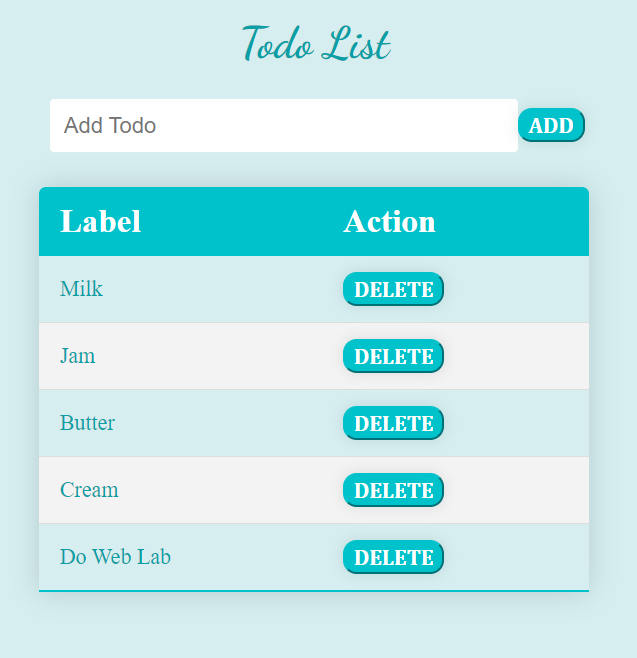 Todo List
Add Todo ADD
Label Action
Milk DELETE
Jam DELETE
Butter DELETE
Cream DELETE
Do Web Lab DELETE